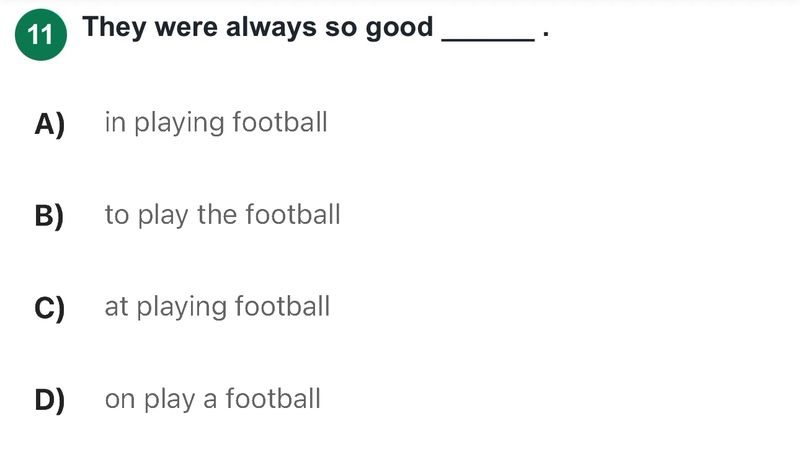 11 They were always so good ______ .
A) in playing football
B) to play the football
C) at playing football
D) on play a football